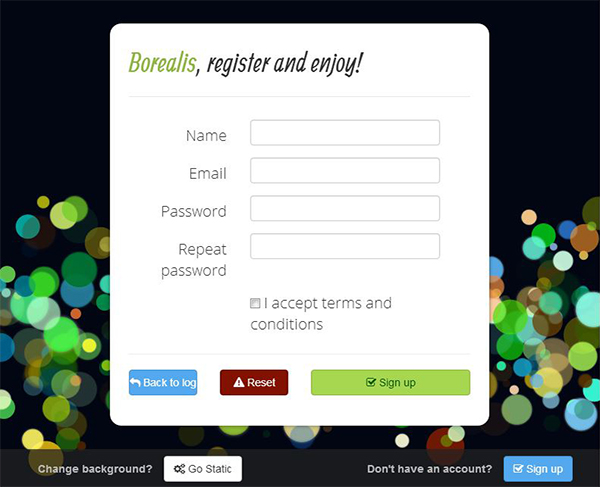 Borealis, register and enjoy!
Name
Email
Password
Repeat
password
I accept terms and
conditions
Back to log
Reset
Sign up
Change background?
Go Static
Don't have an account?
Sign up